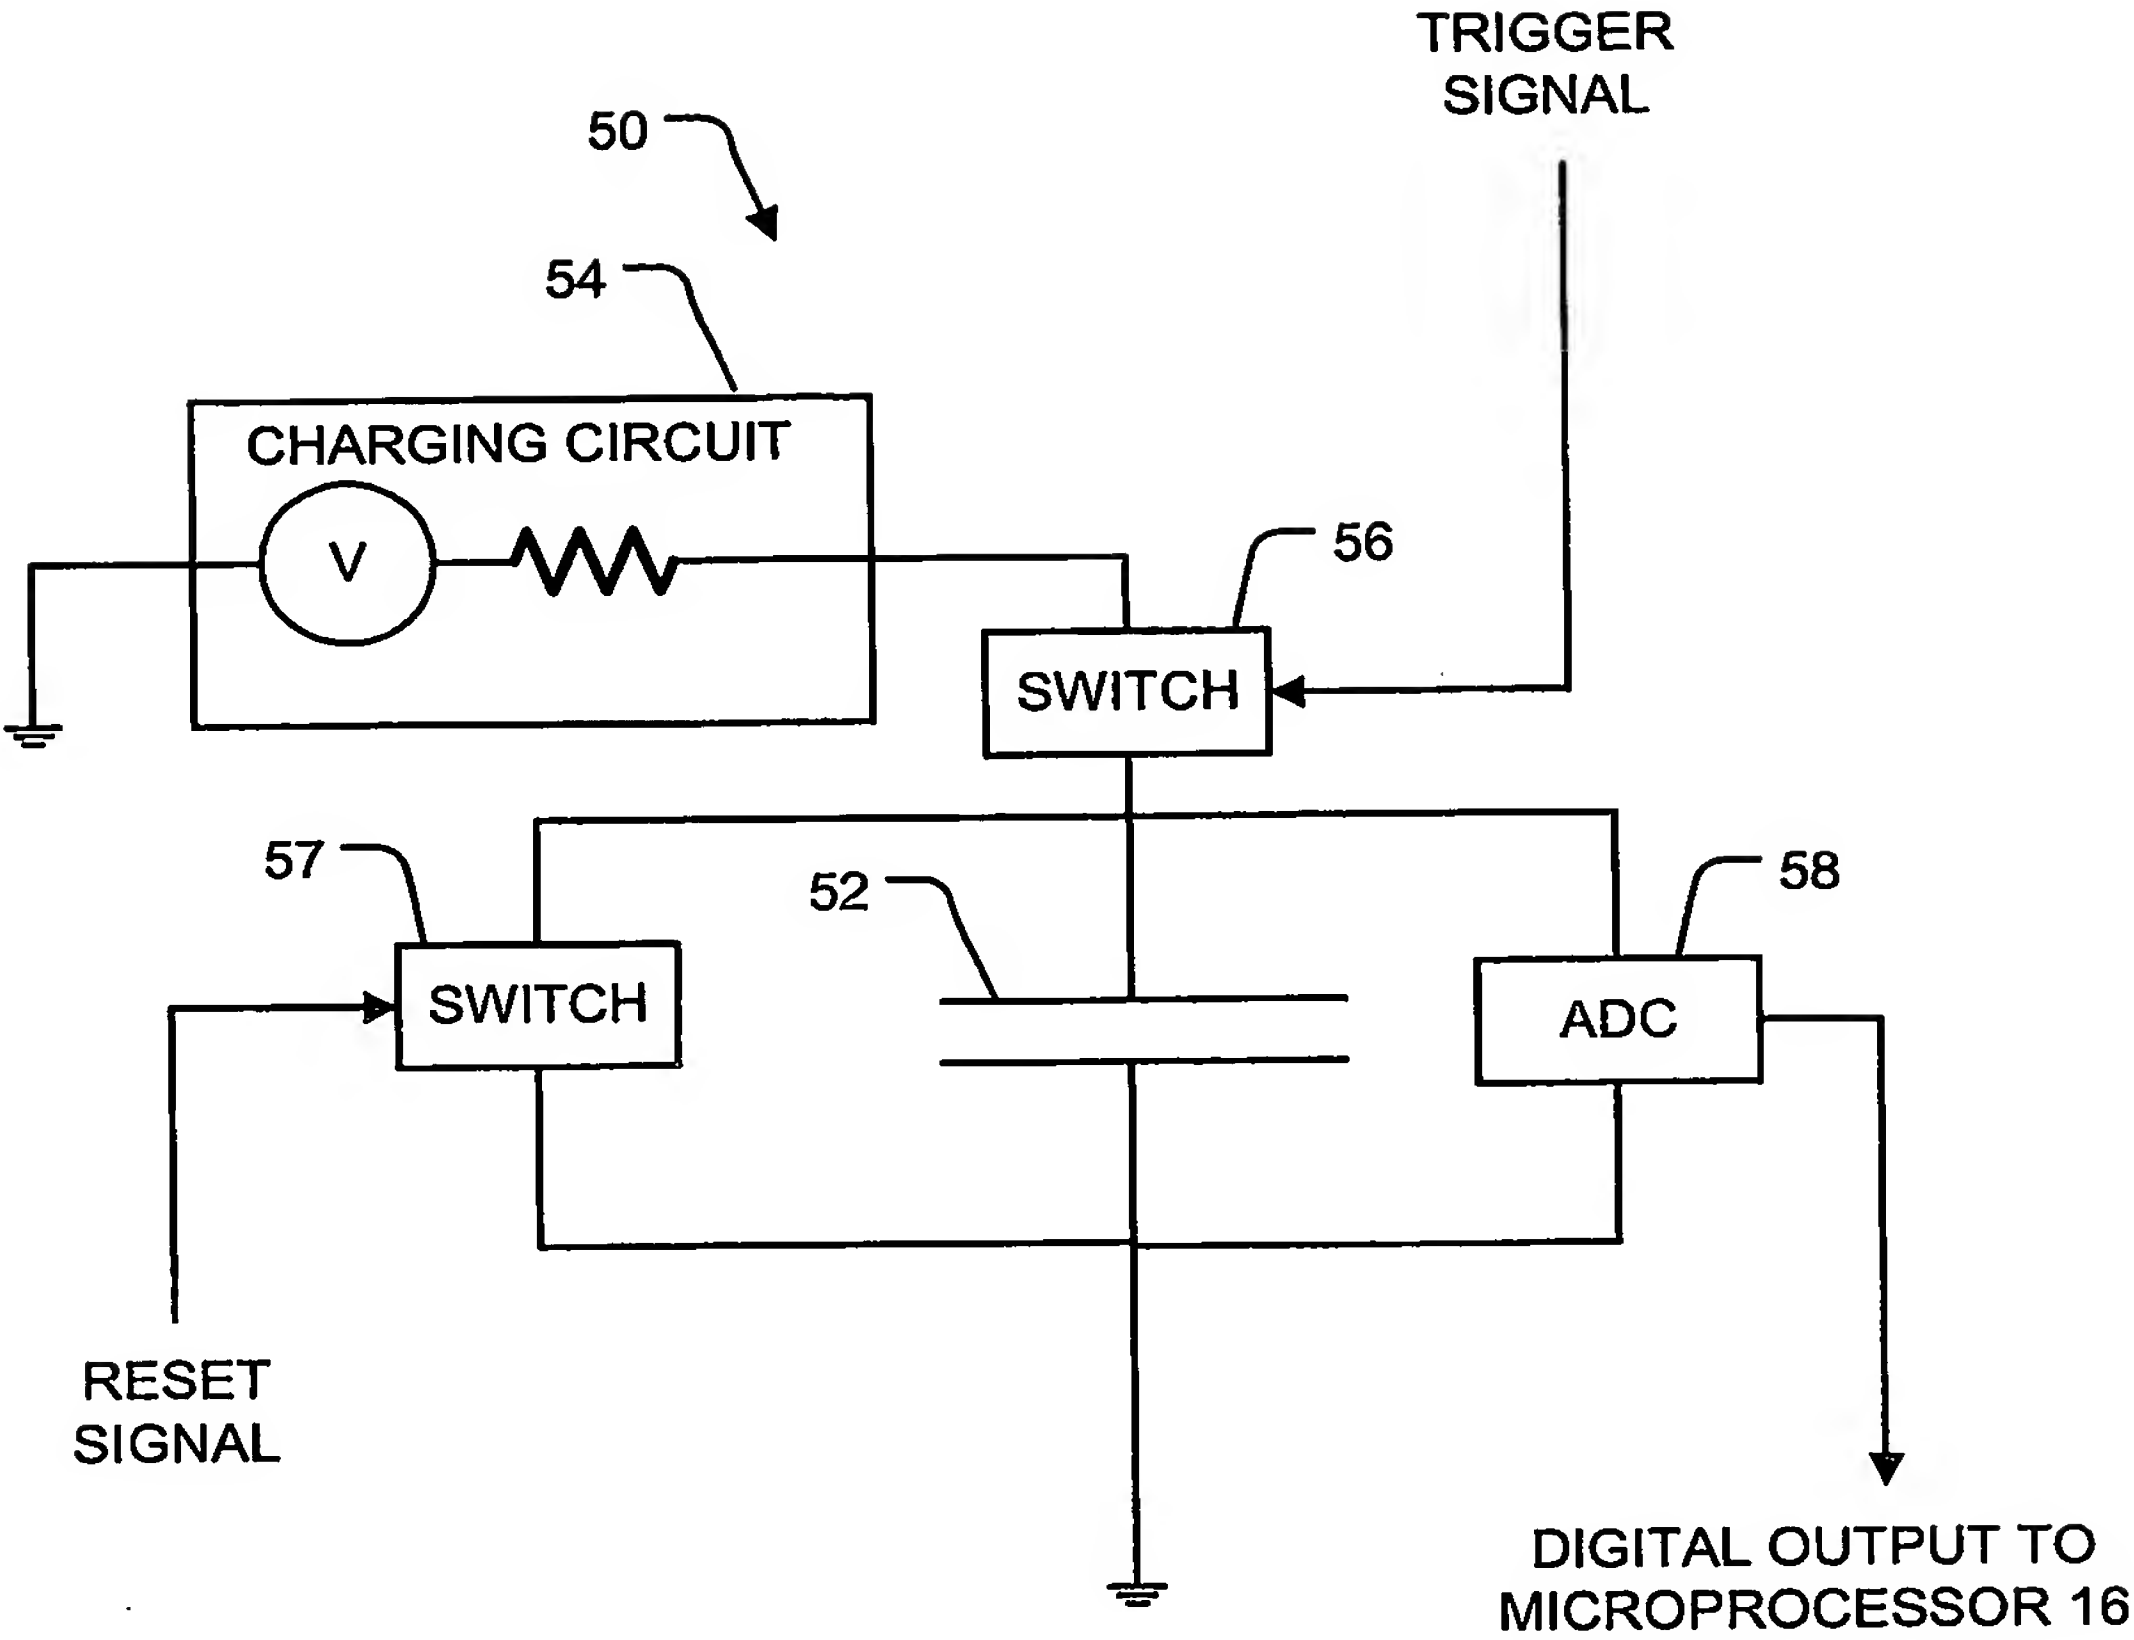 TRIGGER
SIGNAL
50
54
CHARGING CIRCUIT
V
56
SWITCH
57
52
58
SWITCH
ADC
RESET
SIGNAL
DIGITAL OUTPUT TO
MICROPROCESSOR 16